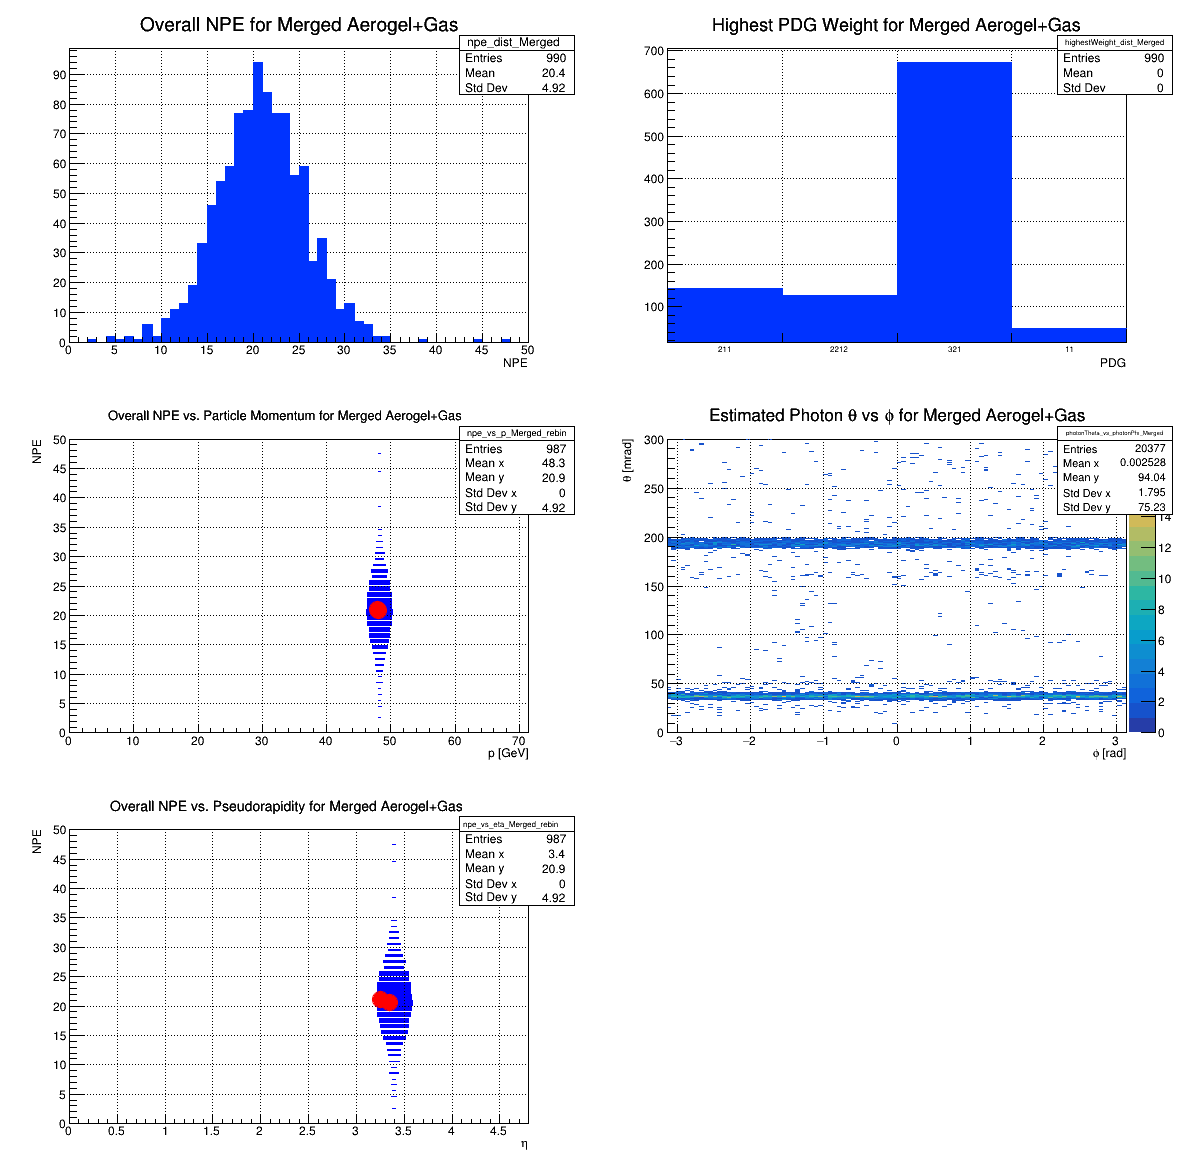 Overall NPE for Merged Aerogel+Gas
npe_dist_Merged
Entries 990
Mean 20.4
Std Dev 4.92
90
80
70
60
50
40
30
20
10
0
0 5 10 15 20 25 30 35 40 45 50
NPE
Highest PDG Weight for Merged Aerogel+Gas
highestWeight_dist_Merged
Entries 990
Mean 0
Std Dev 0
700
600
500
400
300
200
100
211 2212 321 11
PDG
Overall NPE vs. Particle Momentum for Merged Aerogel+Gas
npe_vs_p_Merged_rebin
Entries 987
Mean x 48.3
Mean y 20.9
Std Dev x 0
Std Dev y 4.92
NPE
50
45
40
35
30
25
20
15
10
5
0
0 10 20 30 40 50 60 70
p [GeV]
Estimated Photon θ vs ϕ for Merged Aerogel+Gas
photonTheta_vs_photonPhi_Merged
Entries 20377
Mean x 0.002528
Mean y 94.04
Std Dev x 1.795
Std Dev y 75.23
θ [mrad]
300
250
200
150
100
50
0
−3 −2 −1 0 1 2 3
ϕ [rad]
14
12
10
8
6
4
2
0
Overall NPE vs. Pseudorapidity for Merged Aerogel+Gas
npe_vs_eta_Merged_rebin
Entries 987
Mean x 3.4
Mean y 20.9
Std Dev x 0
Std Dev y 4.92
NPE
50
45
40
35
30
25
20
15
10
5
0
0 0.5 1 1.5 2 2.5 3 3.5 4 4.5
η